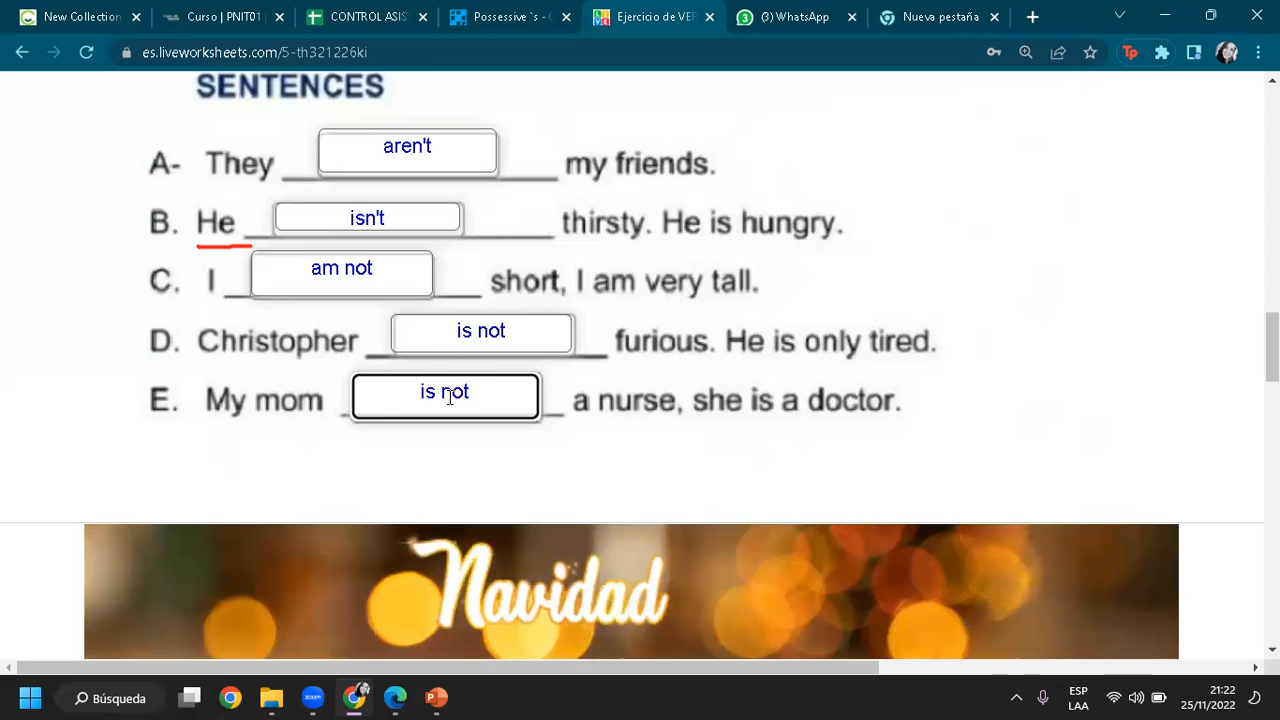 New Collection
Curso | PNIT01 |
CONTROL ASIS
Possessive `s - G
Ejercicio de VER
(3) WhatsApp
Nueva pestaña
es.liveworksheets.com/5-th321226ki
SENTENCES
A- They aren't my friends.
B. He isn't thirsty. He is hungry.
C. I am not short, I am very tall.
D. Christopher is not furious. He is only tired.
E. My mom is not a nurse, she is a doctor.
Navidad
Búsqueda
zoom
ESP
LAA
21:22
25/11/2022